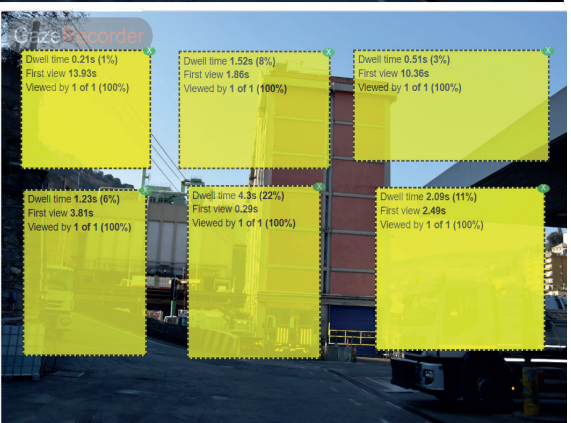 GazeRecorder
Dwell time 0.21s (1%)
First view 13.93s
Viewed by 1 of 1 (100%)
X
Dwell time 1.52s (8%)
First view 1.86s
Viewed by 1 of 1 (100%)
X
Dwell time 0.51s (3%)
First view 10.36s
Viewed by 1 of 1 (100%)
X
Dwell time 1.23s (6%)
First view 3.81s
Viewed by 1 of 1 (100%)
X
Dwell time 4.3s (22%)
First view 0.29s
Viewed by 1 of 1 (100%)
X
Dwell time 2.09s (11%)
First view 2.49s
Viewed by 1 of 1 (100%)
X